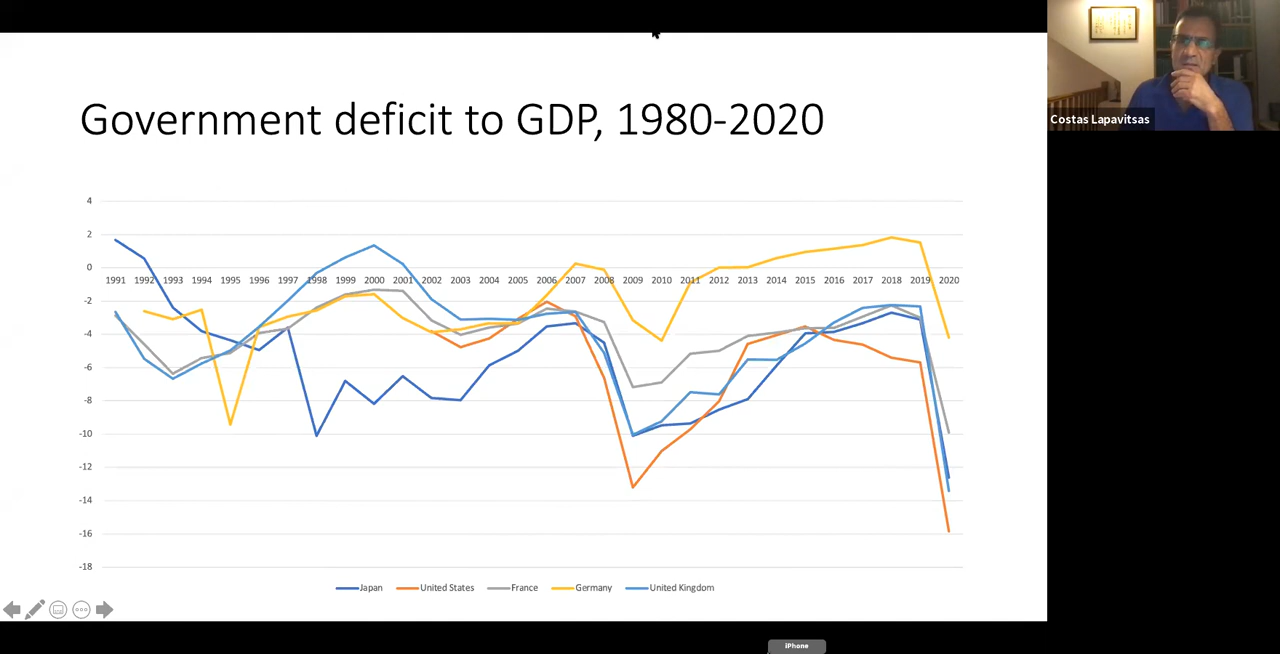 Government deficit to GDP, 1980-2020
Costas Lapavitsas
4
2
0
1991 1992 1993 1994 1995 1996 1997 1998 1999 2000 2001 2002 2003 2004 2005 2006 2007 2008 2009 2010 2011 2012 2013 2014 2015 2016 2017 2018 2019 2020
-2
-4
-6
-8
-10
-12
-14
-16
-18
Japan United States France Germany United Kingdom
iPhone